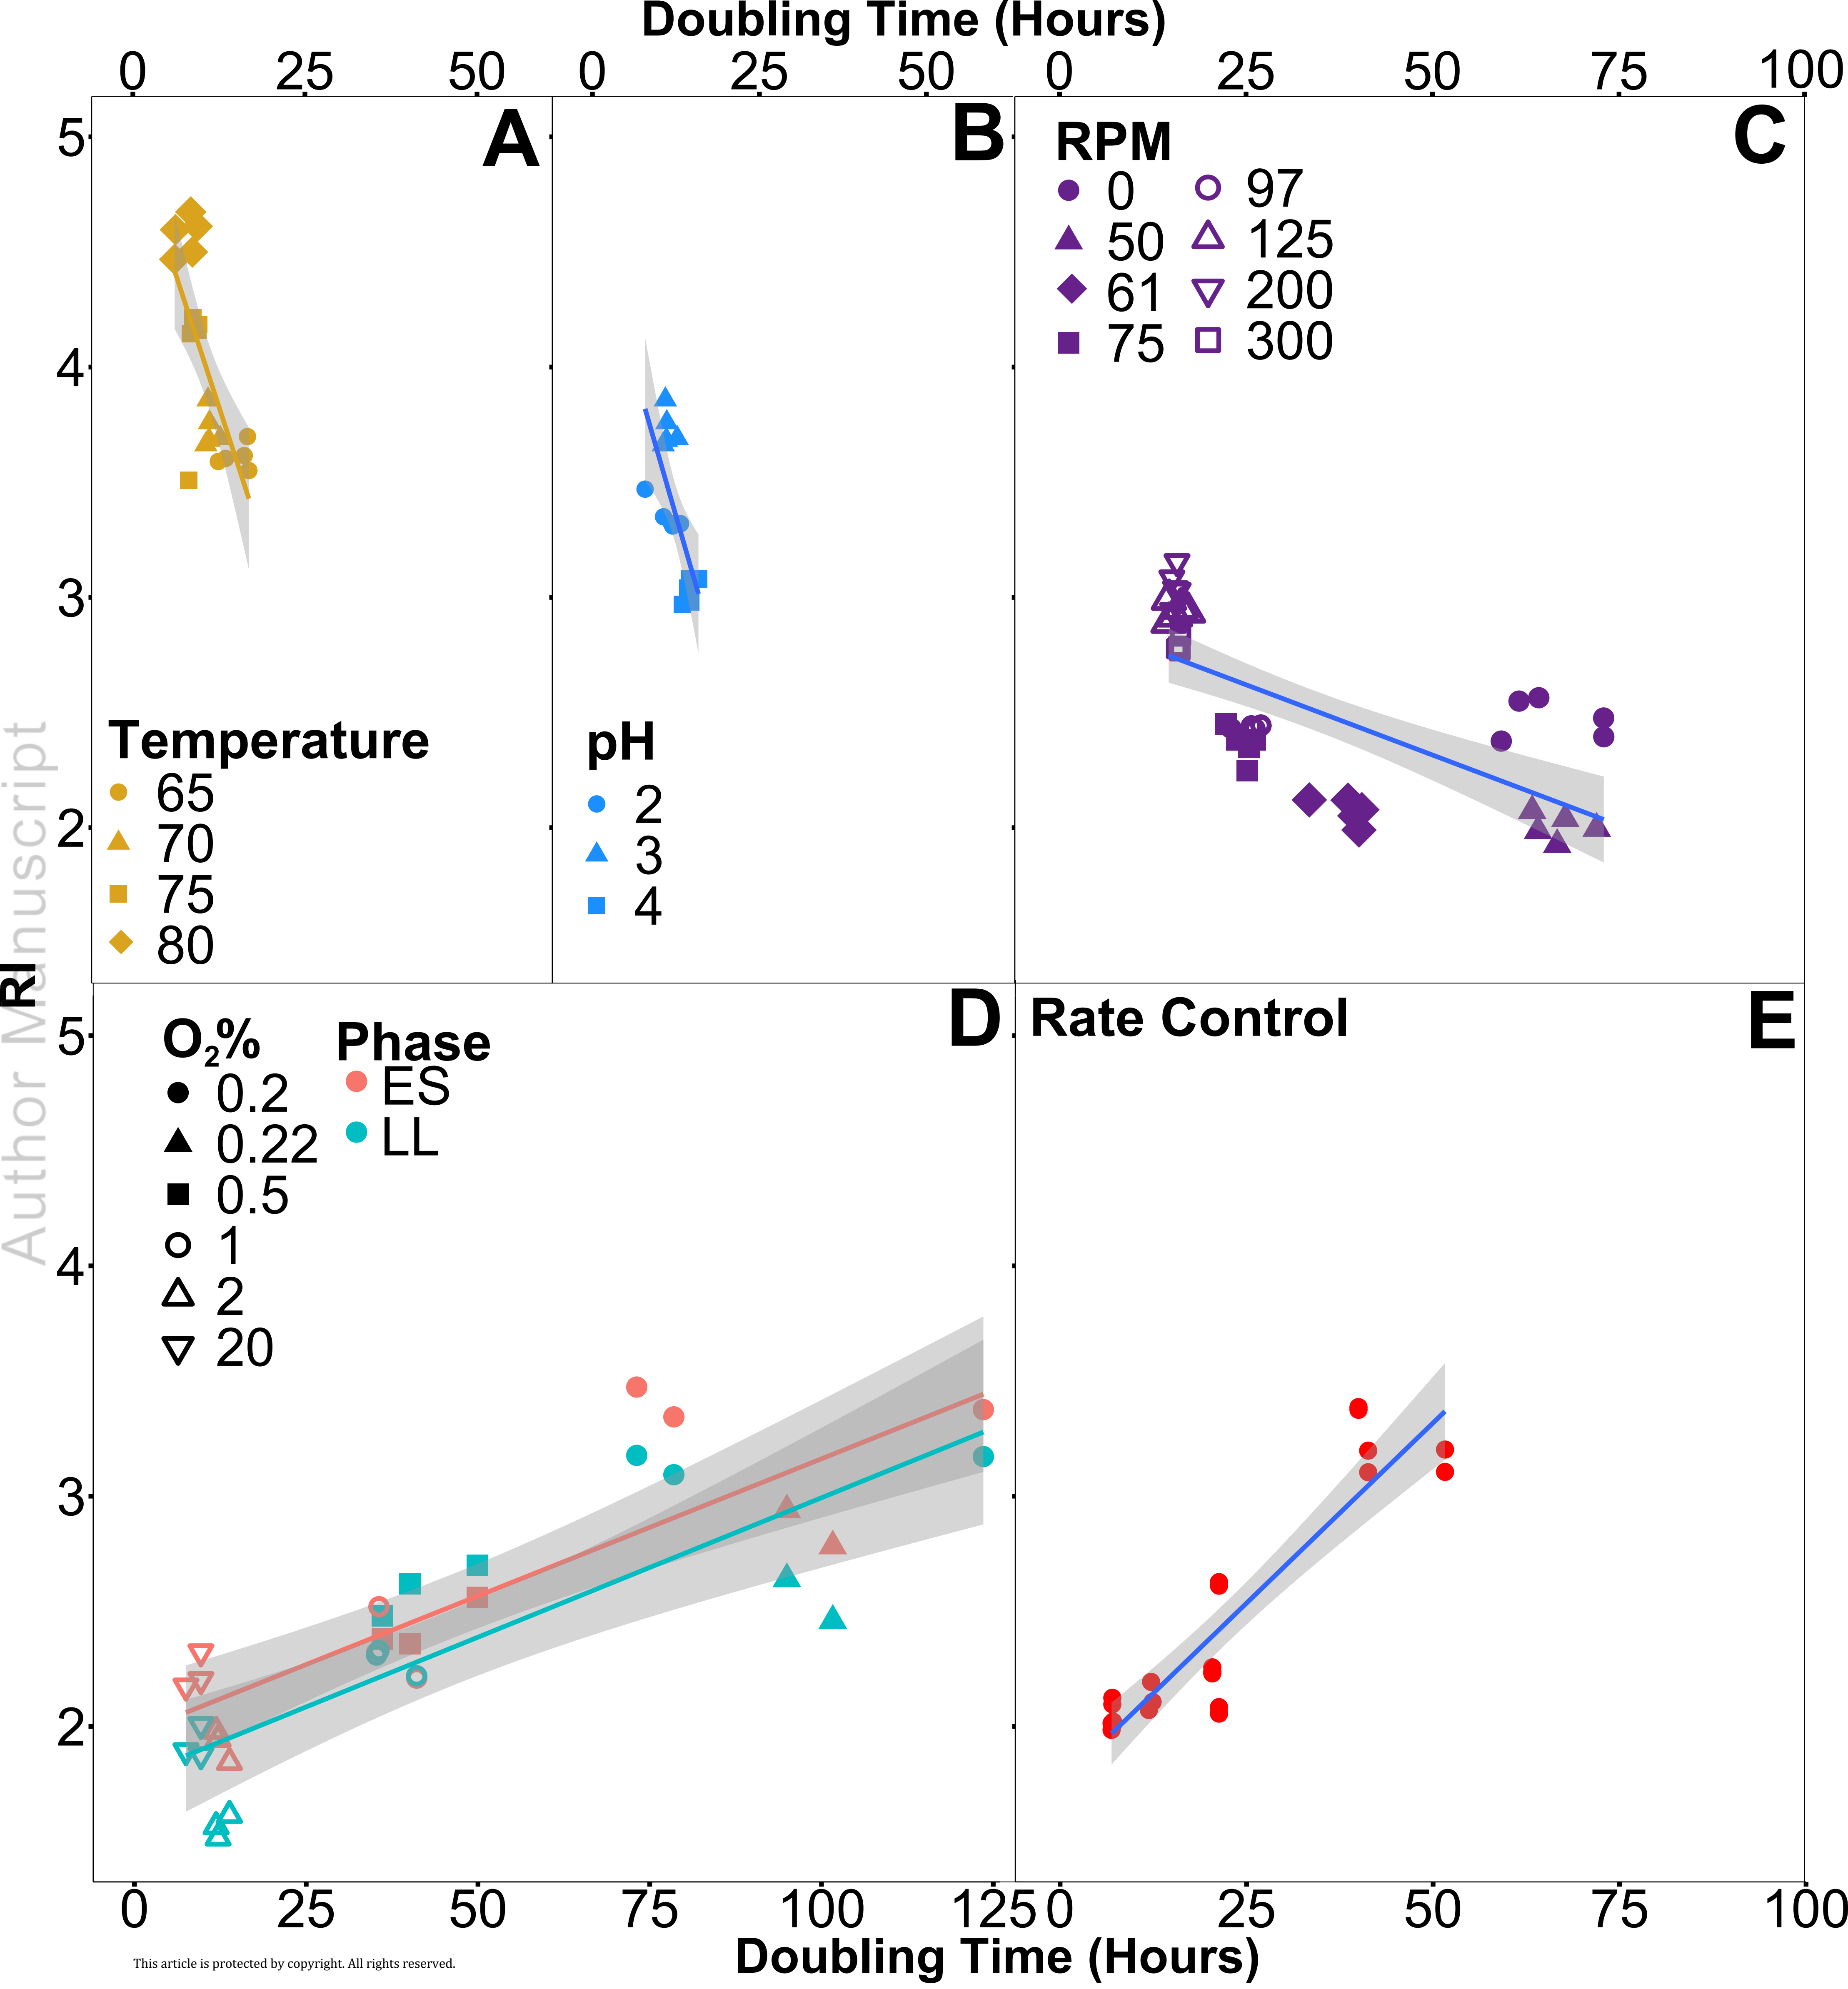 Doubling Time (Hours)
0 25 50 0 25 50 0 25 50 75 100
A
B
C
5
4
3
2
RPM
0 97
50 125
61 200
75 300
Temperature
65
70
75
80
pH
2
3
4
Author Manuscript
RI
D
E
5
4
3
2
O₂% Phase
0.2 ES
0.22 LL
0.5
1
2
20
Rate Control
0 25 50 75 100 125 0 25 50 75 100
Doubling Time (Hours)
This article is protected by copyright. All rights reserved.